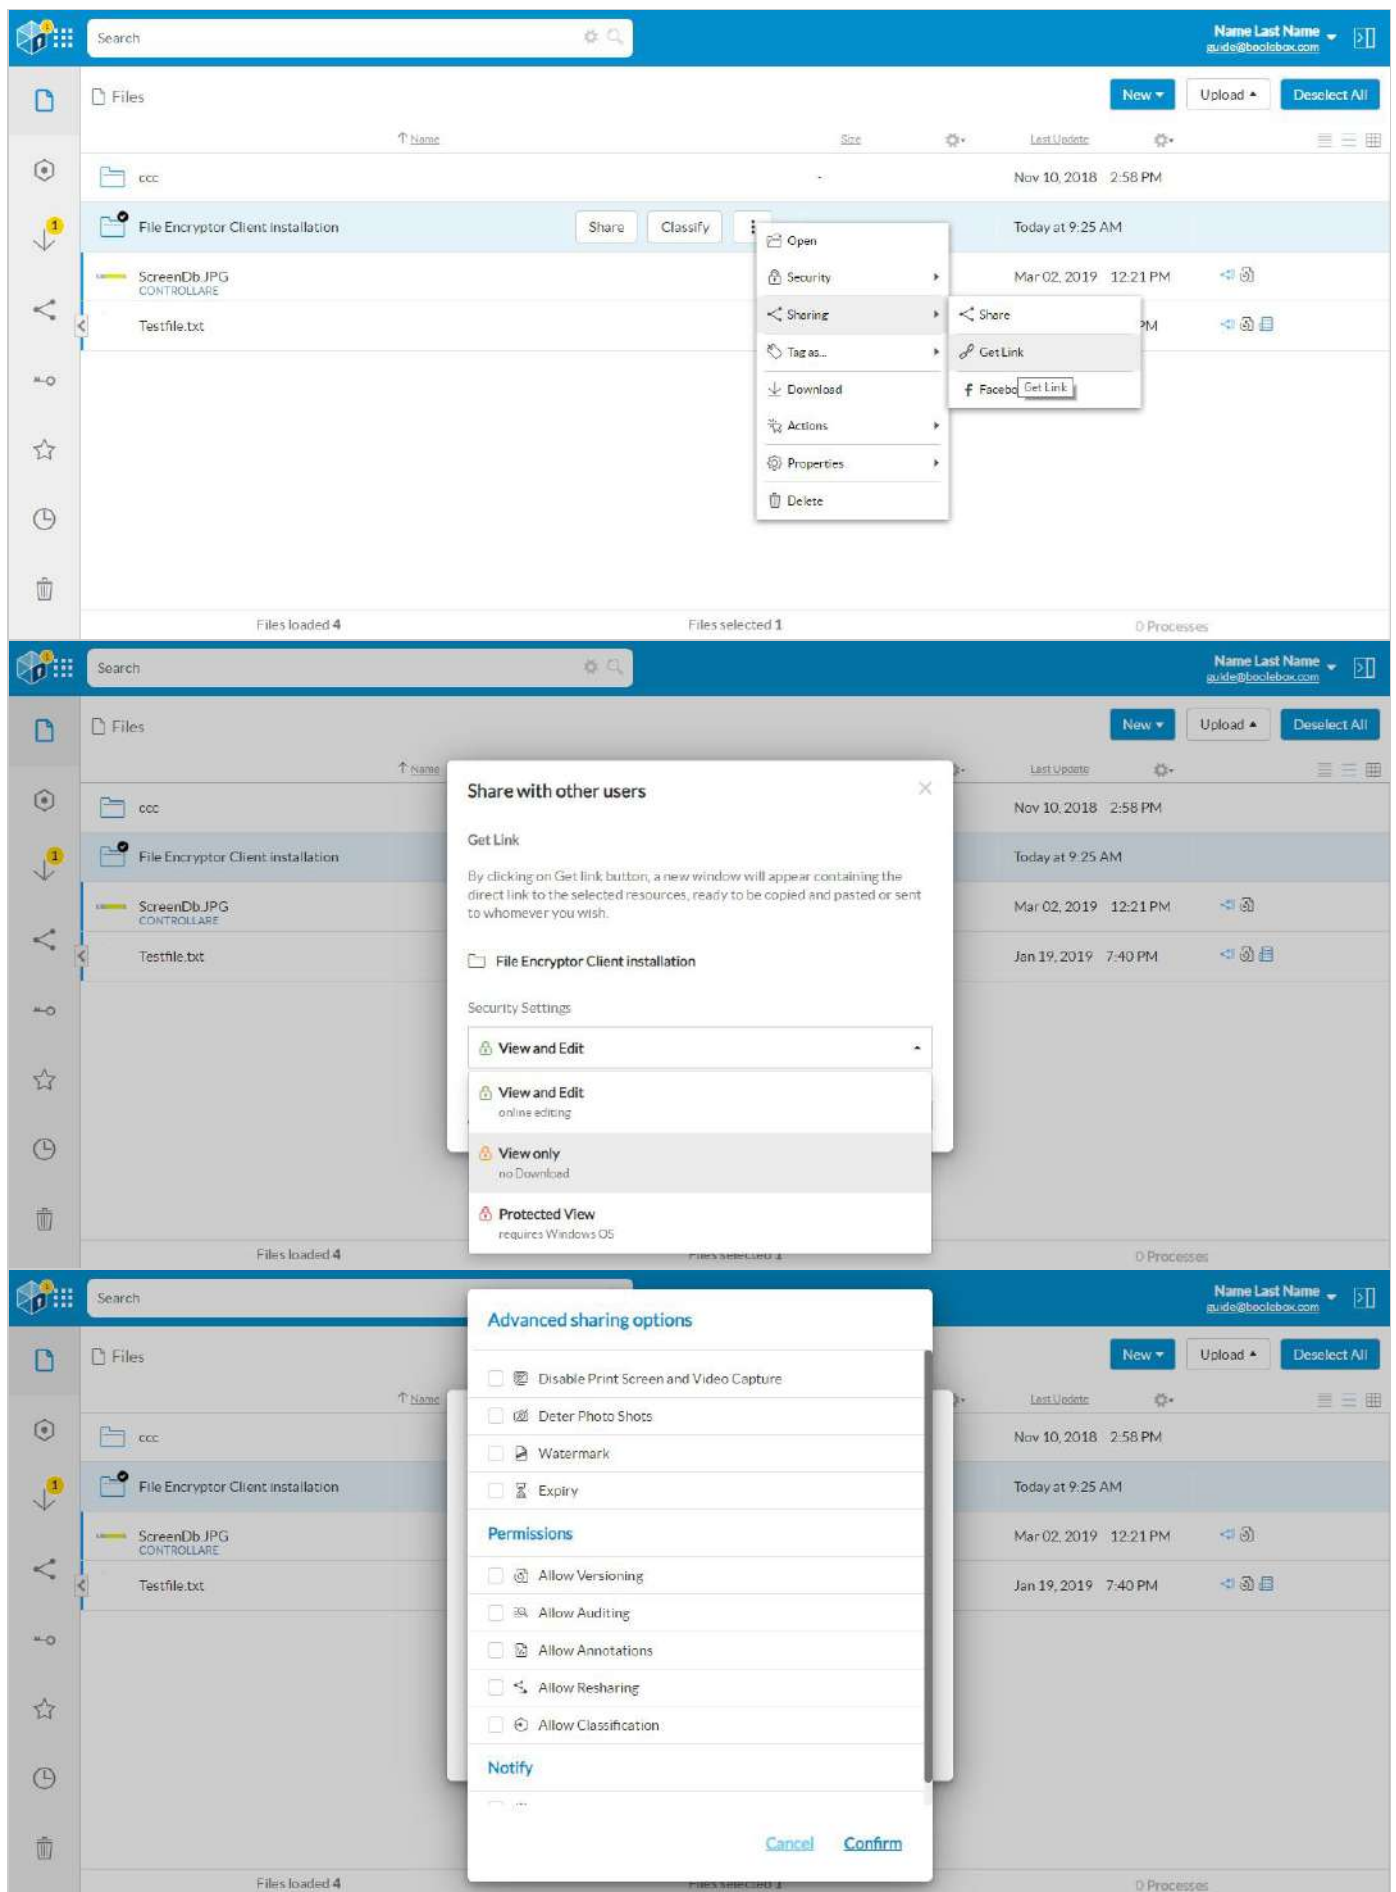 Search
Name Last Name
guide@boolebox.com
Files
New
Upload
Deselect All
Name
Size
Last Update
ccc
-
Nov 10, 2018 2:58 PM
File Encryptor Client installation
Share
Classify
Today at 9:25 AM
Open
ScreenDb.JPG
CONTROLLARE
Security
Mar 02, 2019 12:21 PM
Testfile.txt
Sharing
Share
PM
Tag as...
Get Link
Download
Facebo
Get Link
Actions
Properties
Delete
Files loaded 4
Files selected 1
0 Processes
Search
Name Last Name
guide@boolebox.com
Files
New
Upload
Deselect All
Name
Last Update
Share with other users
ccc
Nov 10, 2018 2:58 PM
Get Link
File Encryptor Client installation
Today at 9:25 AM
By clicking on Get link button, a new window will appear containing the
direct link to the selected resources, ready to be copied and pasted or sent
to whomever you wish.
ScreenDb.JPG
CONTROLLARE
Mar 02, 2019 12:21 PM
Testfile.txt
File Encryptor Client installation
Jan 19, 2019 7:40 PM
Security Settings
View and Edit
View and Edit
online editing
View only
no Download
Protected View
requires Windows OS
Files loaded 4
Files selected 1
0 Processes
Search
Name Last Name
guide@boolebox.com
Advanced sharing options
Files
New
Upload
Deselect All
Disable Print Screen and Video Capture
Name
Last Update
Deter Photo Shots
ccc
Nov 10, 2018 2:58 PM
Watermark
File Encryptor Client installation
Expiry
Today at 9:25 AM
Permissions
ScreenDb.JPG
CONTROLLARE
Mar 02, 2019 12:21 PM
Allow Versioning
Testfile.txt
Jan 19, 2019 7:40 PM
Allow Auditing
Allow Annotations
Allow Resharing
Allow Classification
Notify
Cancel
Confirm
Files loaded 4
Files selected 1
0 Processes